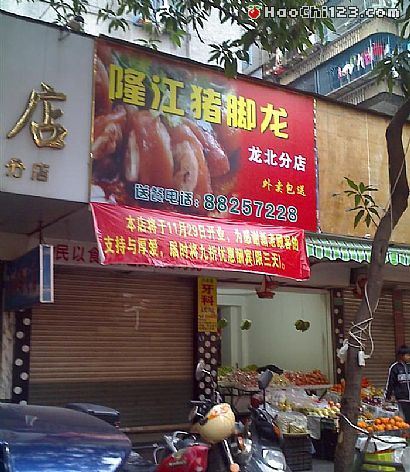 HaoChi123.com
隆江猪脚龙
龙北分店
外卖包送
送餐电话:88257228
店
分店
本店将于11月29日开业,为感谢新老顾客的
支持与厚爱,限时将九折优惠酬宾(限三天)。
民以食
牙科